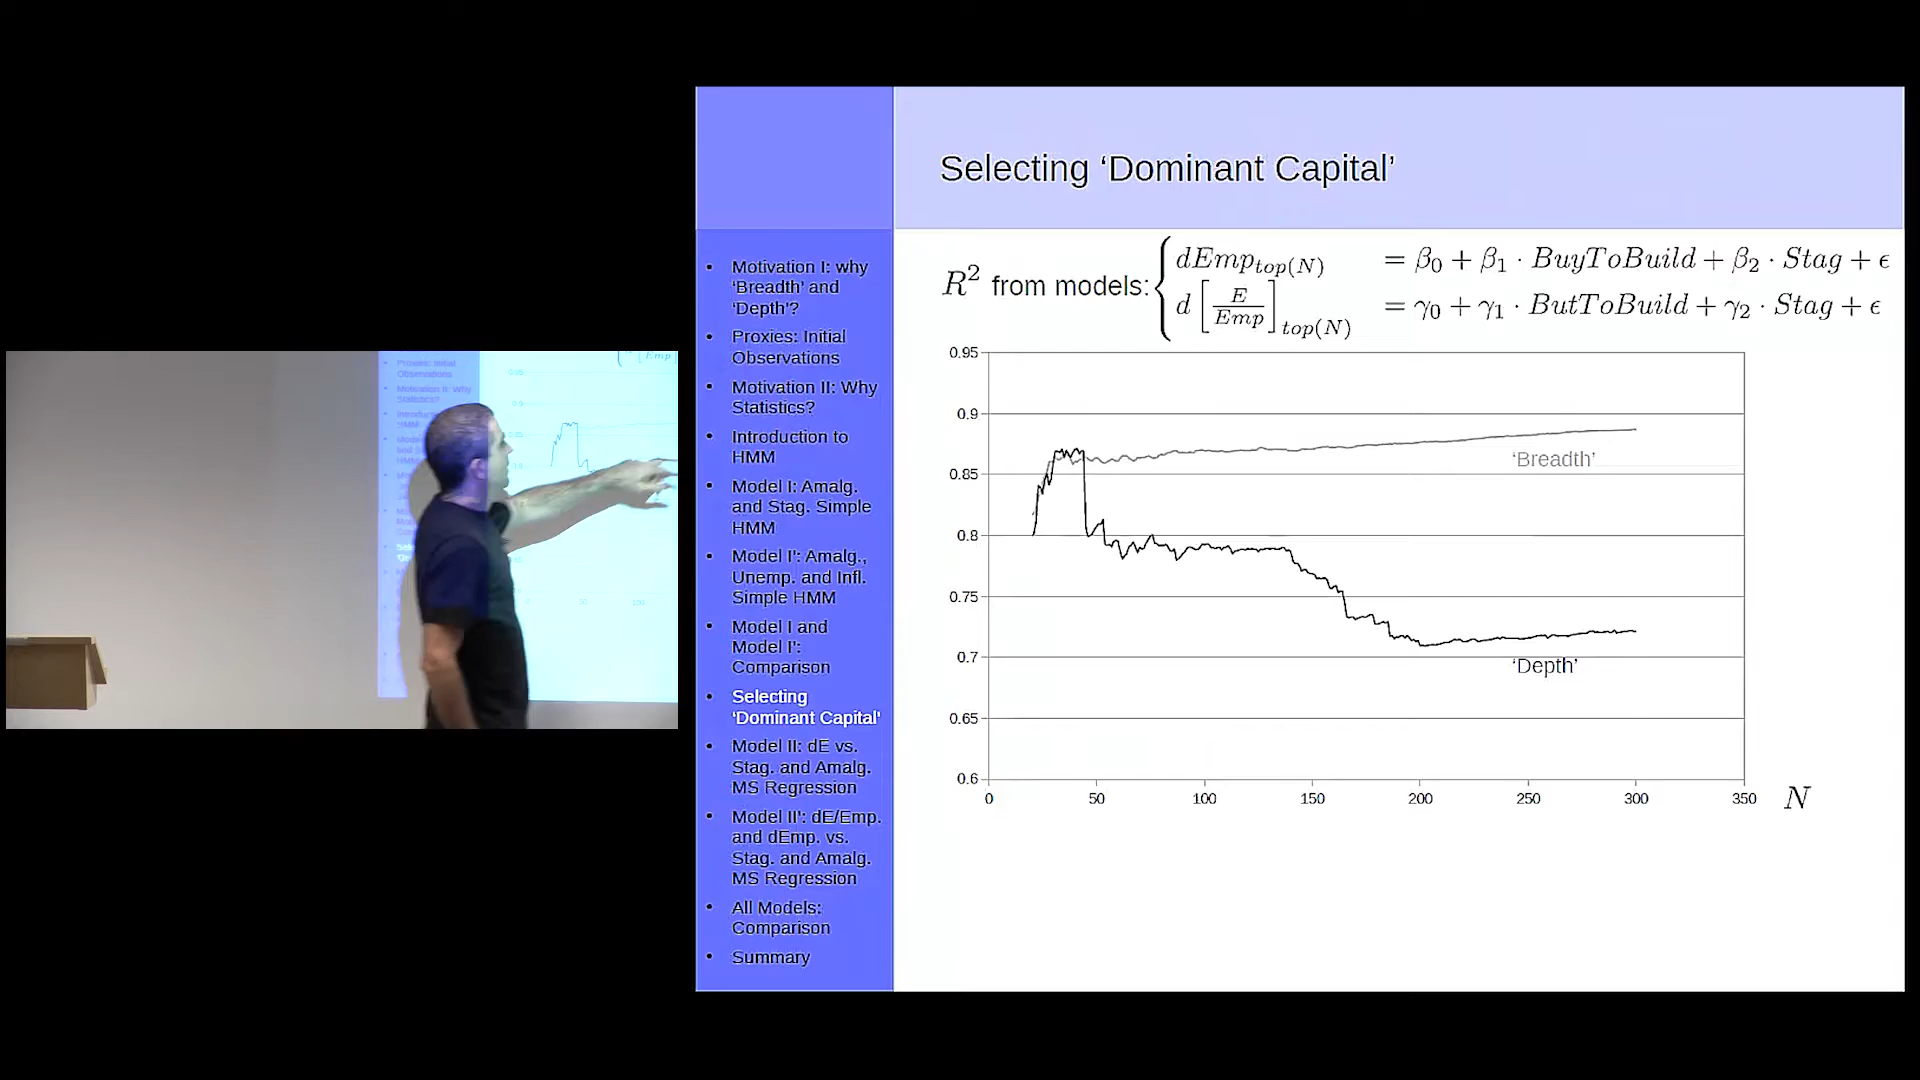 Selecting ‘Dominant Capital’
• Motivation I: why
‘Breadth’ and
‘Depth’?
• Proxies: Initial
Observations
• Motivation II: Why
Statistics?
• Introduction to
HMM
• Model I: Amalg.
and Stag. Simple
HMM
• Model I': Amalg.,
Unemp. and Infl.
Simple HMM
• Model I and
Model I':
Comparison
• Selecting
‘Dominant Capital’
• Model II: dE vs.
Stag. and Amalg.
MS Regression
• Model II': dE/Emp.
and dEmp. vs.
Stag. and Amalg.
MS Regression
• All Models:
Comparison
• Summary
R² from models:
dEmp_top(N) = β₀ + β₁ · BuyToBuild + β₂ · Stag + ϵ
d [E/Emp]_top(N) = γ₀ + γ₁ · ButToBuild + γ₂ · Stag + ϵ
0.95
0.9
0.85
0.8
0.75
0.7
0.65
0.6
‘Breadth’
‘Depth’
0 50 100 150 200 250 300 350 N